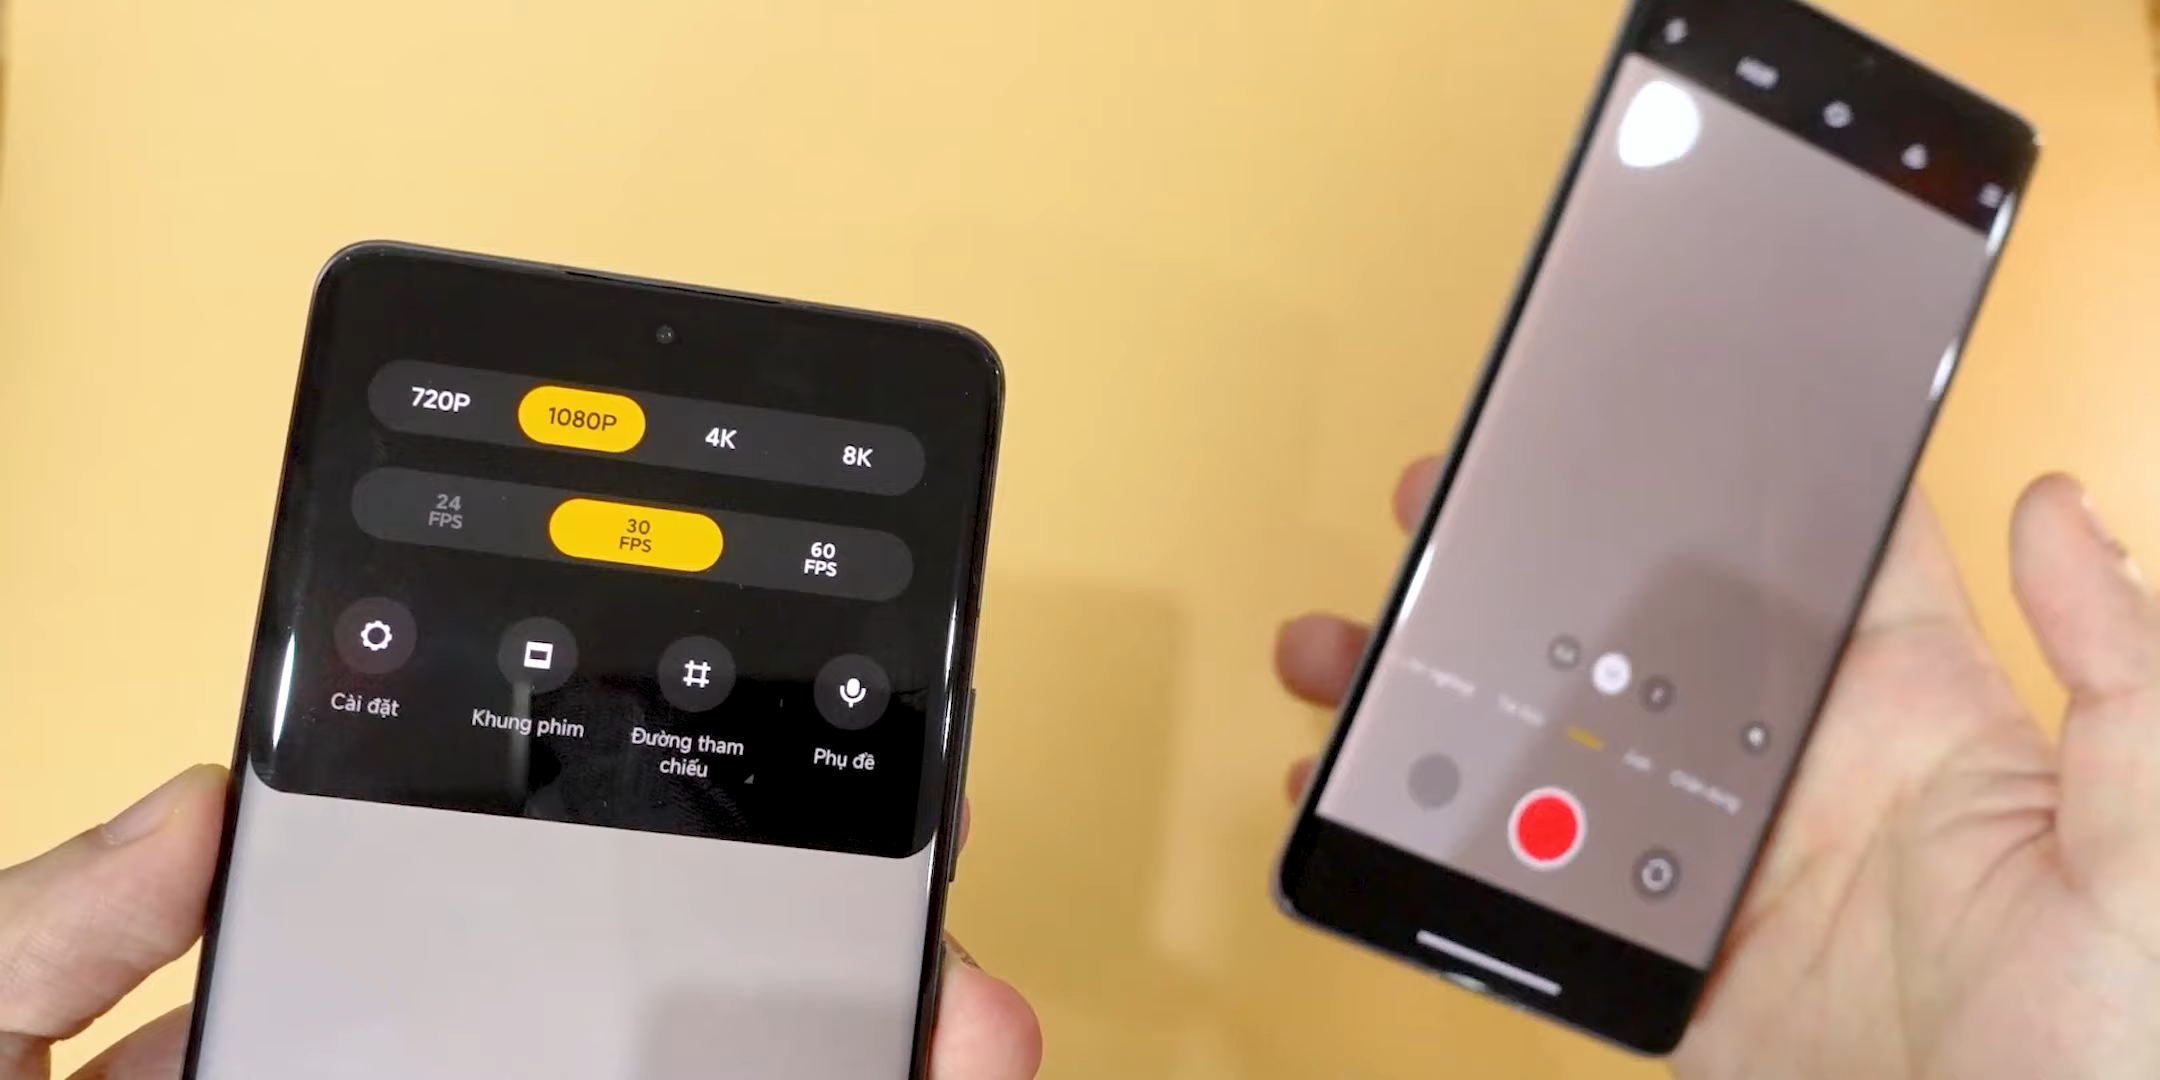 720P
1080P
4K
8K
24
FPS
30
FPS
60
FPS
Cài đặt
Khung phim
Đường tham
chiếu
Phụ đề